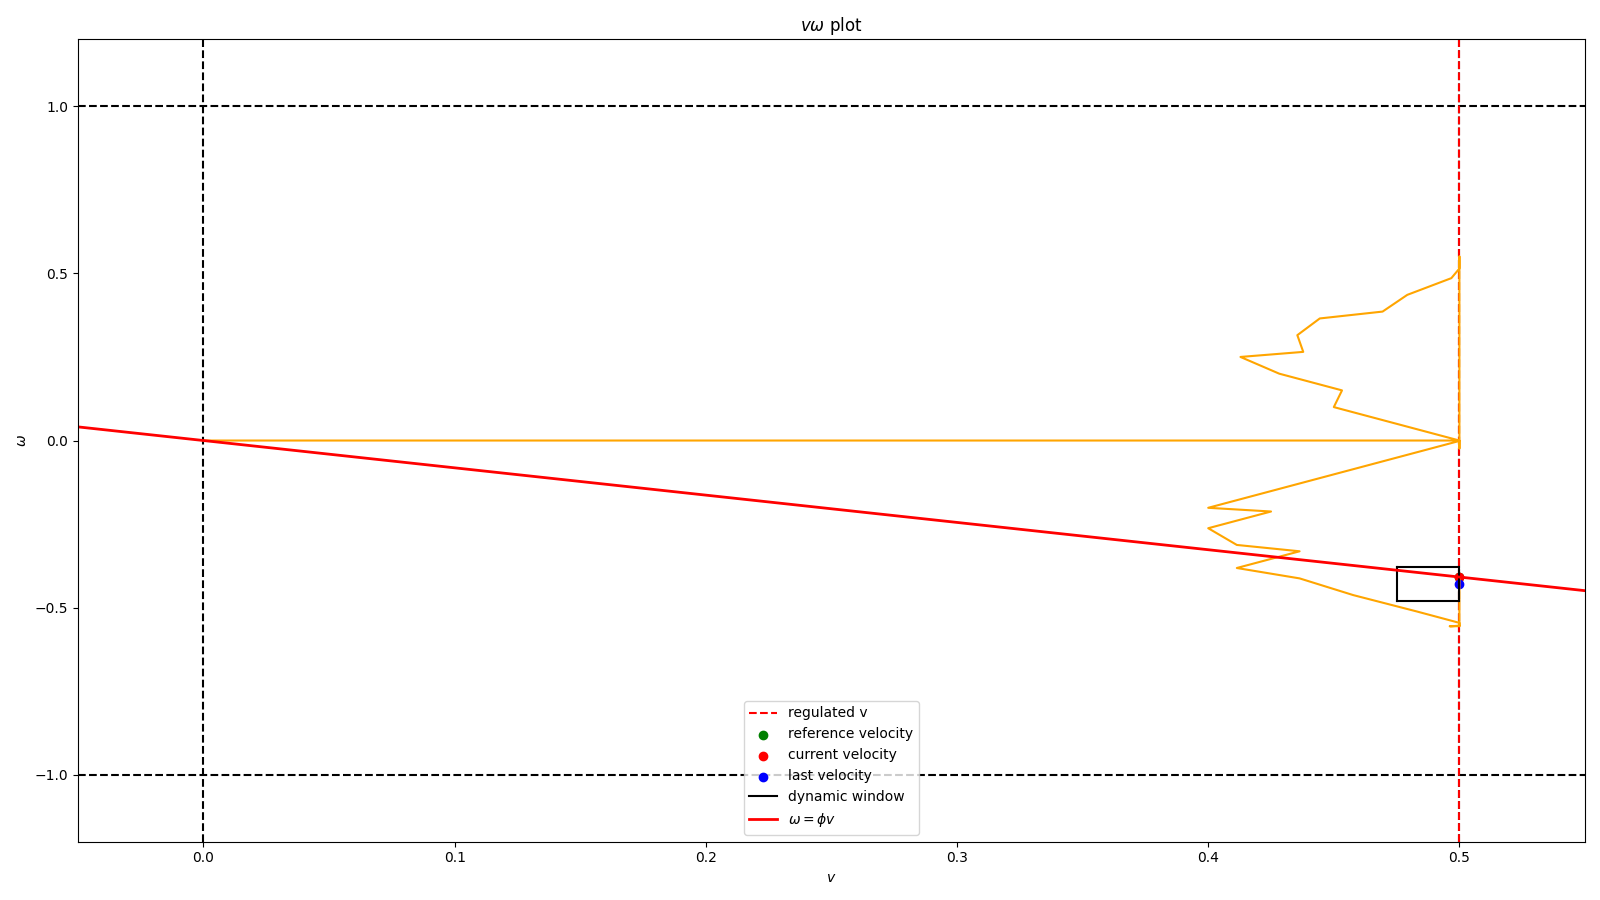 vω plot
1.0
0.5
0.0
−0.5
−1.0
ω
0.0 0.1 0.2 0.3 0.4 0.5
v
regulated v
reference velocity
current velocity
last velocity
dynamic window
ω = ϕv